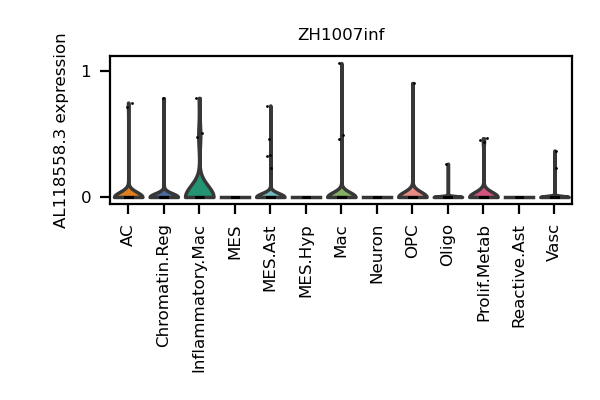 ZH1007inf
AL118558.3 expression
1
0
AC
Chromatin.Reg
Inflammatory.Mac
MES
MES.Ast
MES.Hyp
Mac
Neuron
OPC
Oligo
Prolif.Metab
Reactive.Ast
Vasc